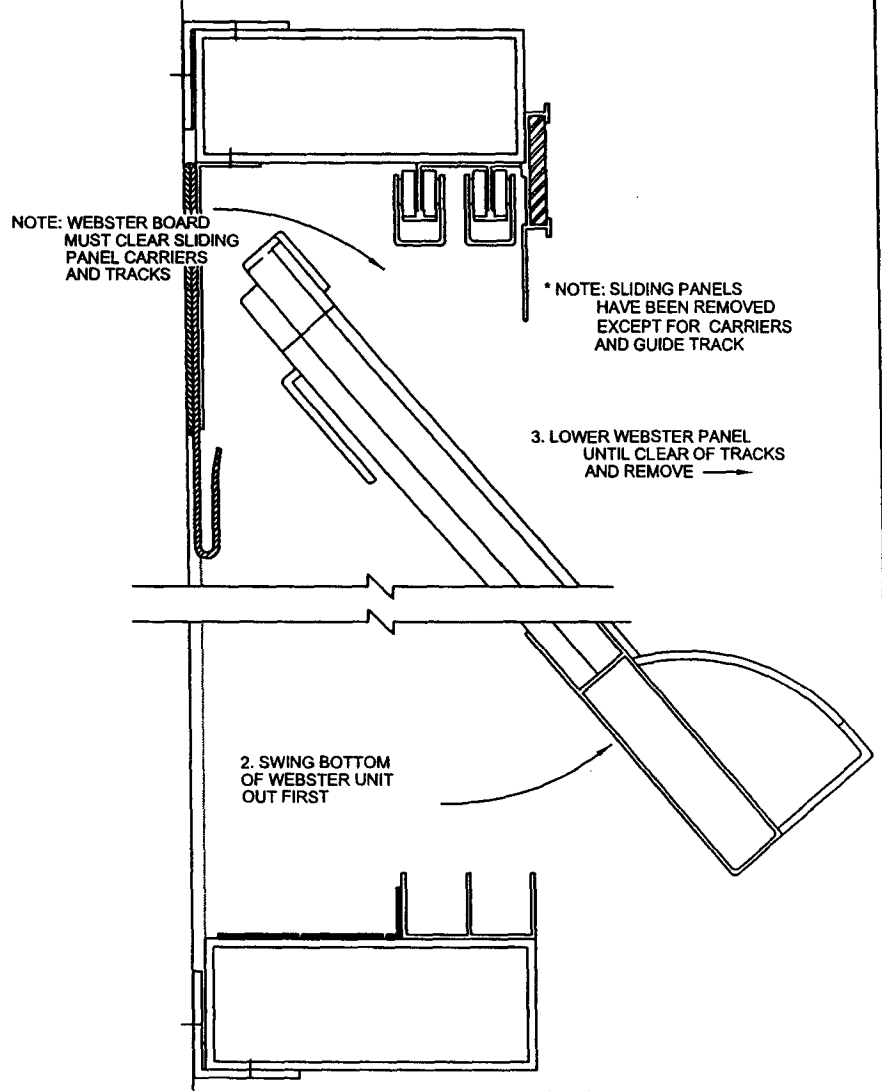 NOTE: WEBSTER BOARD
MUST CLEAR SLIDING
PANEL CARRIERS
AND TRACKS
* NOTE: SLIDING PANELS
HAVE BEEN REMOVED
EXCEPT FOR CARRIERS
AND GUIDE TRACK
3. LOWER WEBSTER PANEL
UNTIL CLEAR OF TRACKS
AND REMOVE
2. SWING BOTTOM
OF WEBSTER UNIT
OUT FIRST